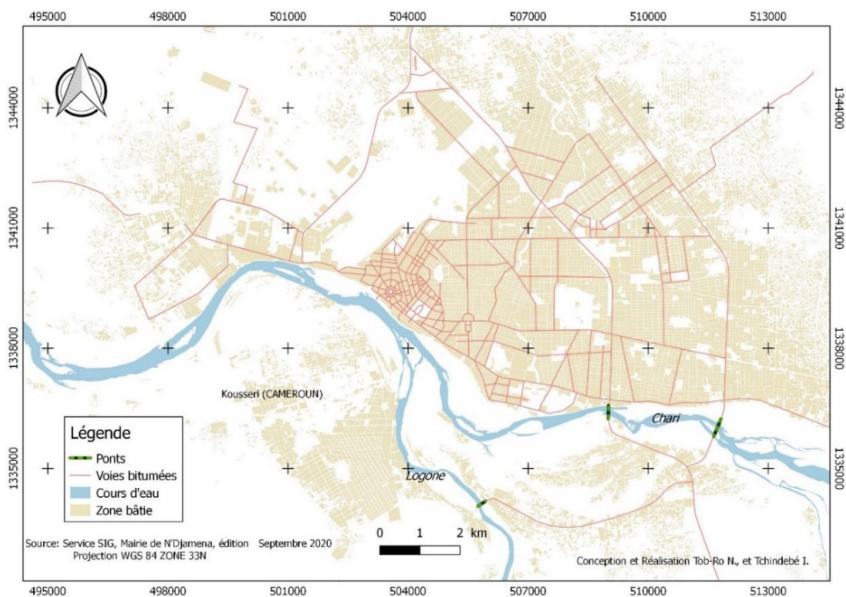 495000 498000 501000 504000 507000 510000 513000
1344000 1344000
1341000 1341000
1338000 1338000
Kousseri (CAMEROUN)
Chari
Légende
Ponts
Voies bitumées
Cours d'eau
Zone bâtie
Logone
1335000 1335000
0 1 2 km
Source: Service SIG, Mairie de N'Djamena, édition Septembre 2020
Projection WGS 84 ZONE 33N
Conception et Réalisation Tob-Ro N., et Tchindebé I.
495000 498000 501000 504000 507000 510000 513000